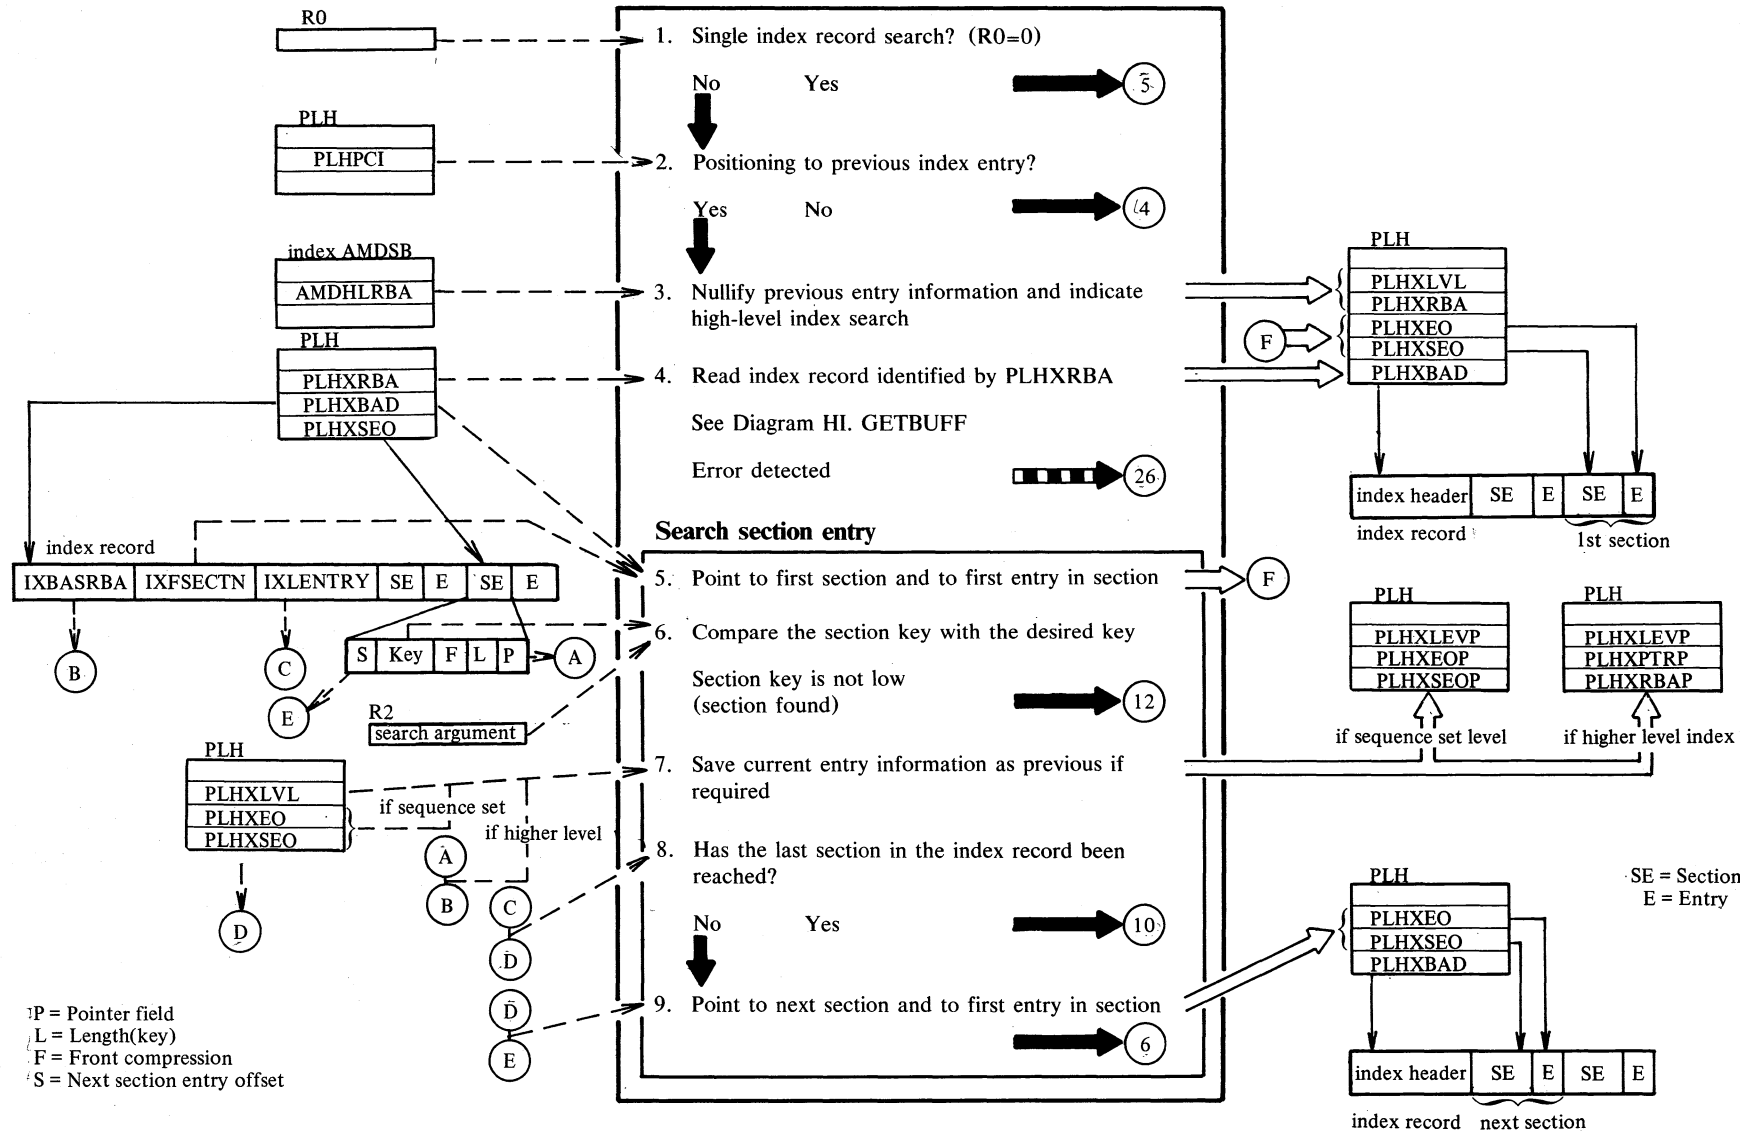 R0
1. Single index record search? (R0=0)
No Yes 5
PLH
PLHPCI
2. Positioning to previous index entry?
Yes No 4
index AMDSB
AMDHLRBA
3. Nullify previous entry information and indicate
high-level index search
PLH
PLHXLVL
PLHXRBA
PLHXEO
PLHXSEO
PLHXBAD
F
PLH
PLHXRBA
PLHXBAD
PLHXSEO
4. Read index record identified by PLHXRBA
See Diagram HI. GETBUFF
Error detected 26
index header SE E SE E
index record 1st section
Search section entry
index record
IXBASRBA IXFSECTN IXLENTRY SE E SE E
5. Point to first section and to first entry in section F
B C
S Key F L P A
E
6. Compare the section key with the desired key
Section key is not low
(section found) 12
R2
search argument
PLH
PLHXLEVP
PLHXEOP
PLHXSEOP
PLH
PLHXLEVP
PLHXPTRP
PLHXRBAP
if sequence set level if higher level index
PLH
PLHXLVL
PLHXEO
PLHXSEO
D
if sequence set
if higher level
A
B
7. Save current entry information as previous if
required
C
D
8. Has the last section in the index record been
reached?
No Yes 10
D
E
9. Point to next section and to first entry in section
6
PLH
PLHXEO
PLHXSEO
PLHXBAD
index header SE E SE E
index record next section
SE = Section
E = Entry
P = Pointer field
L = Length(key)
F = Front compression
S = Next section entry offset